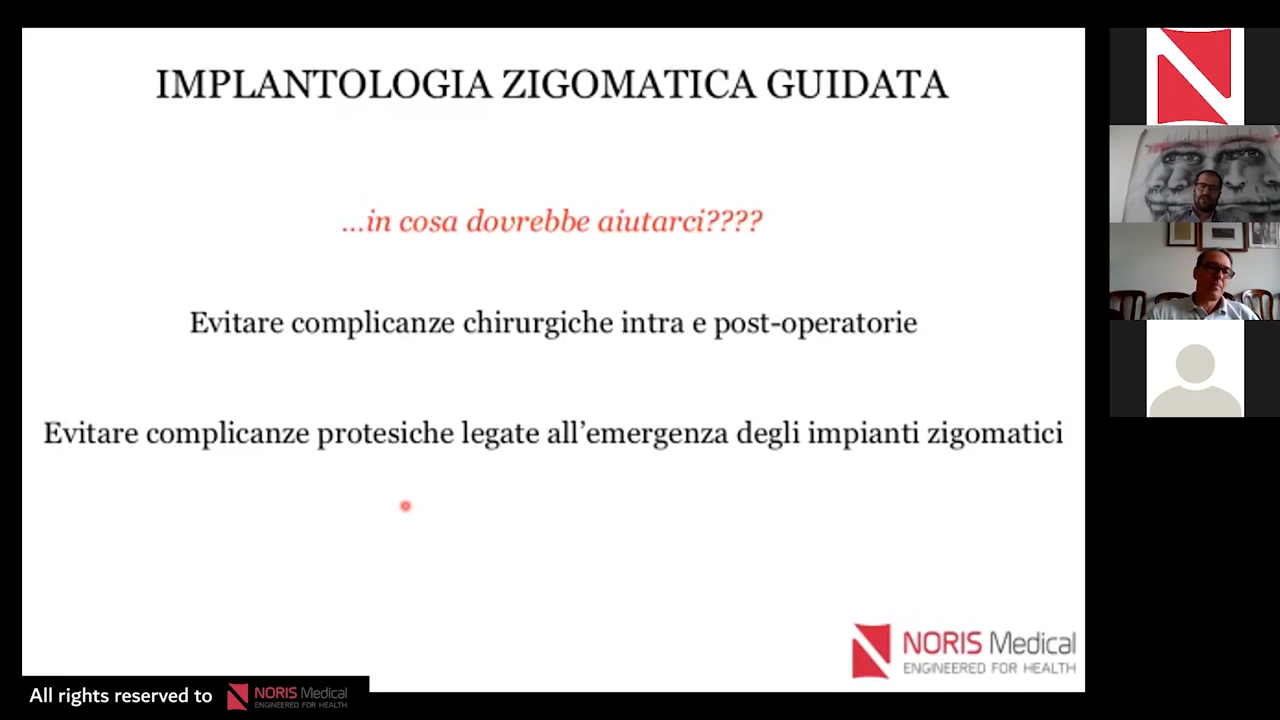 IMPLANTOLOGIA ZIGOMATICA GUIDATA
...in cosa dovrebbe aiutarci????
Evitare complicanze chirurgiche intra e post-operatorie
Evitare complicanze protesiche legate all'emergenza degli impianti zigomatici
NORIS Medical
ENGINEERED FOR HEALTH
All rights reserved to NORIS Medical
ENGINEERED FOR HEALTH